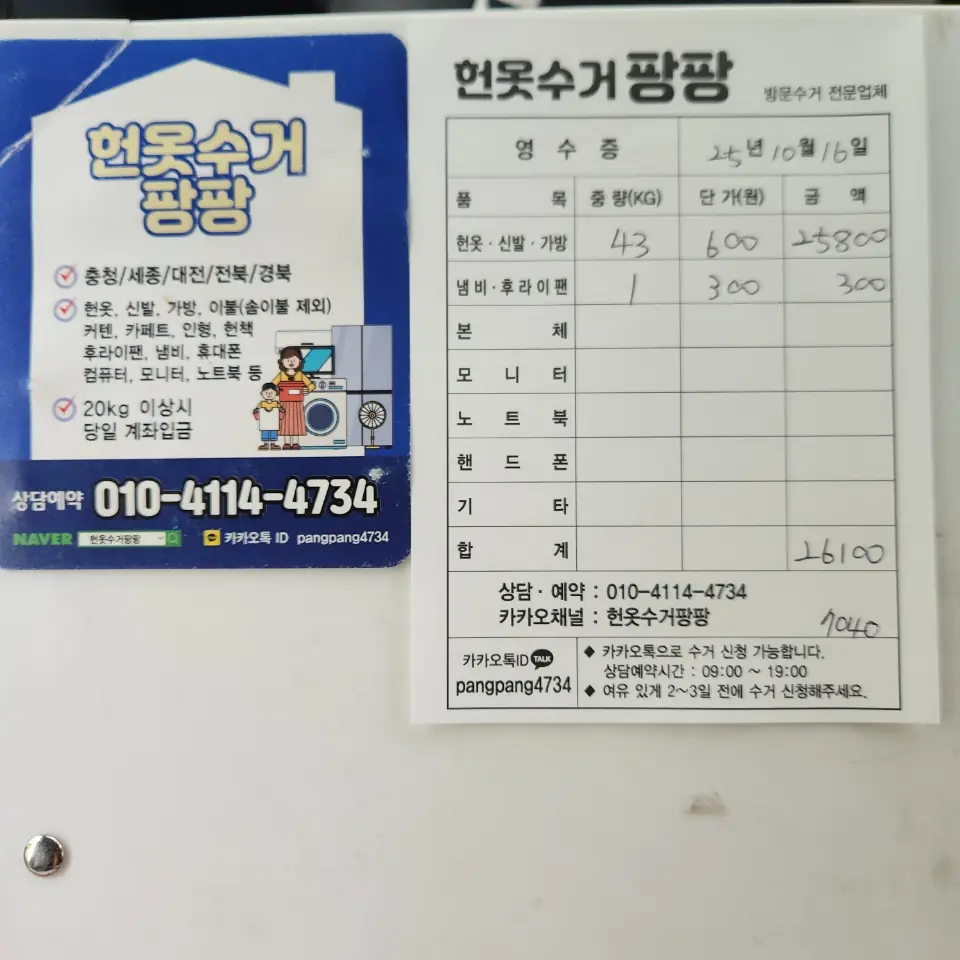 헌옷수거
팡팡
충청/세종/대전/전북/경북
헌옷, 신발, 가방, 이불(솜이불 제외)
커텐, 카페트, 인형, 헌책
후라이팬, 냄비, 휴대폰
컴퓨터, 모니터, 노트북 등
20kg 이상시
당일 계좌입금
상담예약 010-4114-4734
NAVER 헌옷수거팡팡 카카오톡 ID pangpang4734
헌옷수거 팡팡 방문수거 전문업체
영 수 증 25년 10월 16일
품 목 중 량(KG) 단 가(원) 금 액
헌옷·신발·가방 43 600 25800
냄비·후라이팬 1 300 300
본 체
모 니 터
노 트 북
핸 드 폰
기 타
합 계 26100
상담·예약 : 010-4114-4734
카카오채널 : 헌옷수거팡팡
7040
카카오톡ID TALK
pangpang4734
◆ 카카오톡으로 수거 신청 가능합니다.
상담예약시간 : 09:00 ~ 19:00
◆ 여유 있게 2~3일 전에 수거 신청해주세요.